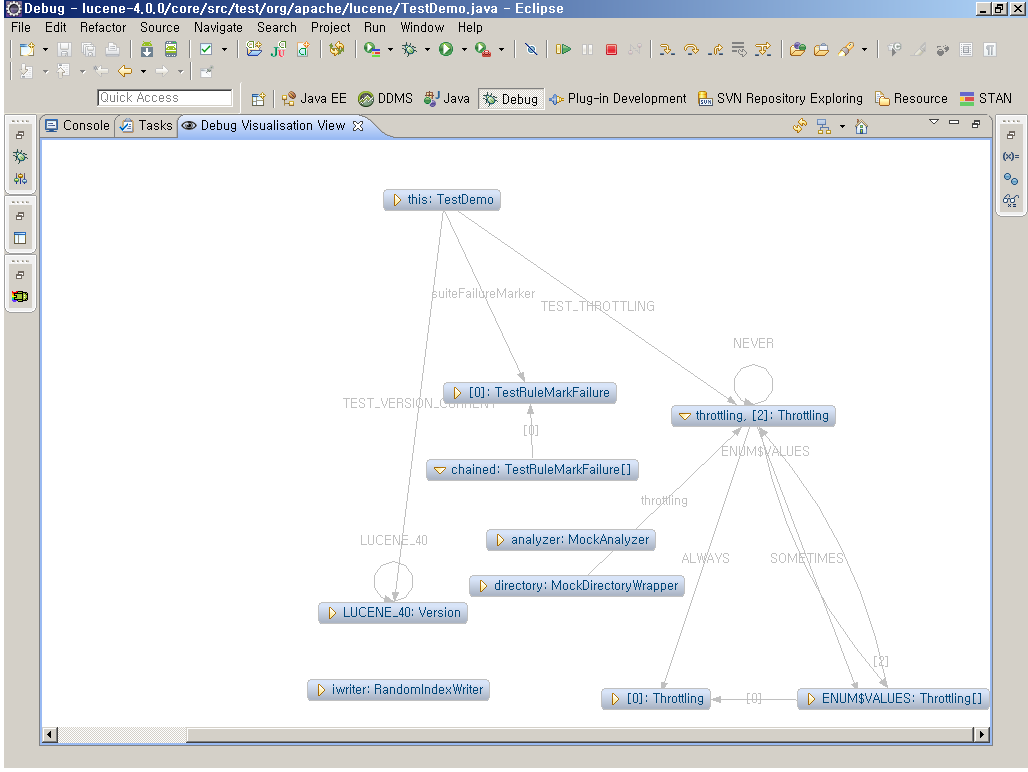 Debug - lucene-4,0,0/core/src/test/org/apache/lucene/TestDemo,java - Eclipse
File Edit Refactor Source Navigate Search Project Run Window Help
Quick Access
Java EE DDMS Java Debug Plug-in Development SVN Repository Exploring Resource STAN
Console Tasks Debug Visualisation View
this: TestDemo
suiteFailureMarker
TEST_THROTTLING
NEVER
[0]: TestRuleMarkFailure
TEST_VERSION_CURRENT
throttling, [2]: Throttling
[0]
ENUM$VALUES
chained: TestRuleMarkFailure[]
throttling
LUCENE_40
analyzer: MockAnalyzer
ALWAYS
SOMETIMES
directory: MockDirectoryWrapper
LUCENE_40: Version
[2]
iwriter: RandomIndexWriter
[0]: Throttling
[0]
ENUM$VALUES: Throttling[]